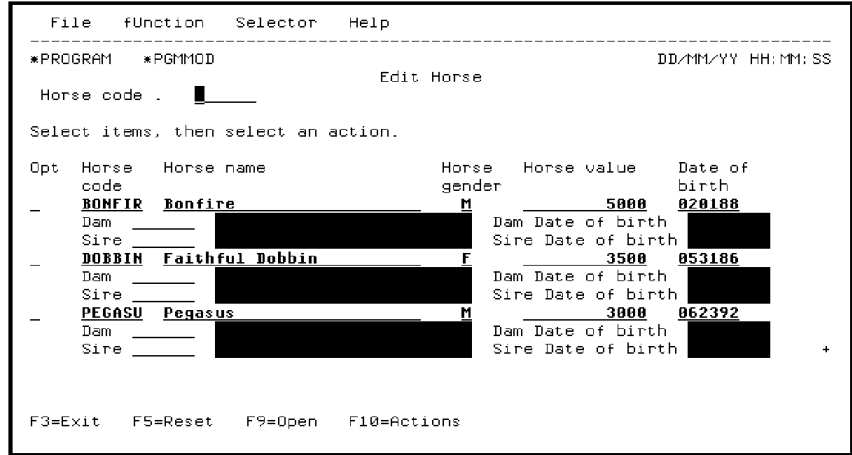 File fUnction Selector Help
*PROGRAM *PGMMOD DD/MM/YY HH:MM:SS
Edit Horse
Horse code .
Select items, then select an action.
Opt Horse Horse name Horse Horse value Date of
code gender birth
BONFIR Bonfire M 5000 020188
Dam Dam Date of birth
Sire Sire Date of birth
DOBBIN Faithful Dobbin F 3500 053186
Dam Dam Date of birth
Sire Sire Date of birth
PEGASU Pegasus M 3000 062392
Dam Dam Date of birth
Sire Sire Date of birth +
F3=Exit F5=Reset F9=Open F10=Actions